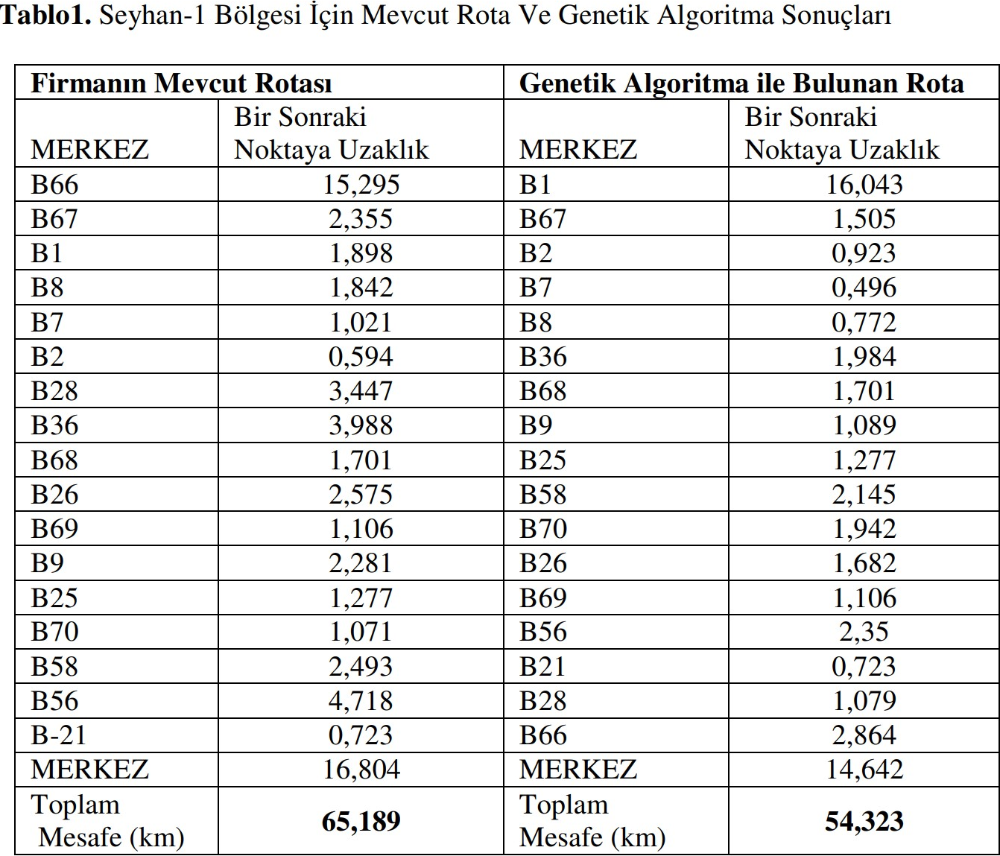 Tablo1. Seyhan-1 Bölgesi İçin Mevcut Rota Ve Genetik Algoritma Sonuçları
Firmanın Mevcut Rotası Genetik Algoritma ile Bulunan Rota
MERKEZ Bir Sonraki Noktaya Uzaklık MERKEZ Bir Sonraki Noktaya Uzaklık
B66 15,295 B1 16,043
B67 2,355 B67 1,505
B1 1,898 B2 0,923
B8 1,842 B7 0,496
B7 1,021 B8 0,772
B2 0,594 B36 1,984
B28 3,447 B68 1,701
B36 3,988 B9 1,089
B68 1,701 B25 1,277
B26 2,575 B58 2,145
B69 1,106 B70 1,942
B9 2,281 B26 1,682
B25 1,277 B69 1,106
B70 1,071 B56 2,35
B58 2,493 B21 0,723
B56 4,718 B28 1,079
B-21 0,723 B66 2,864
MERKEZ 16,804 MERKEZ 14,642
Toplam Mesafe (km) 65,189 Toplam Mesafe (km) 54,323